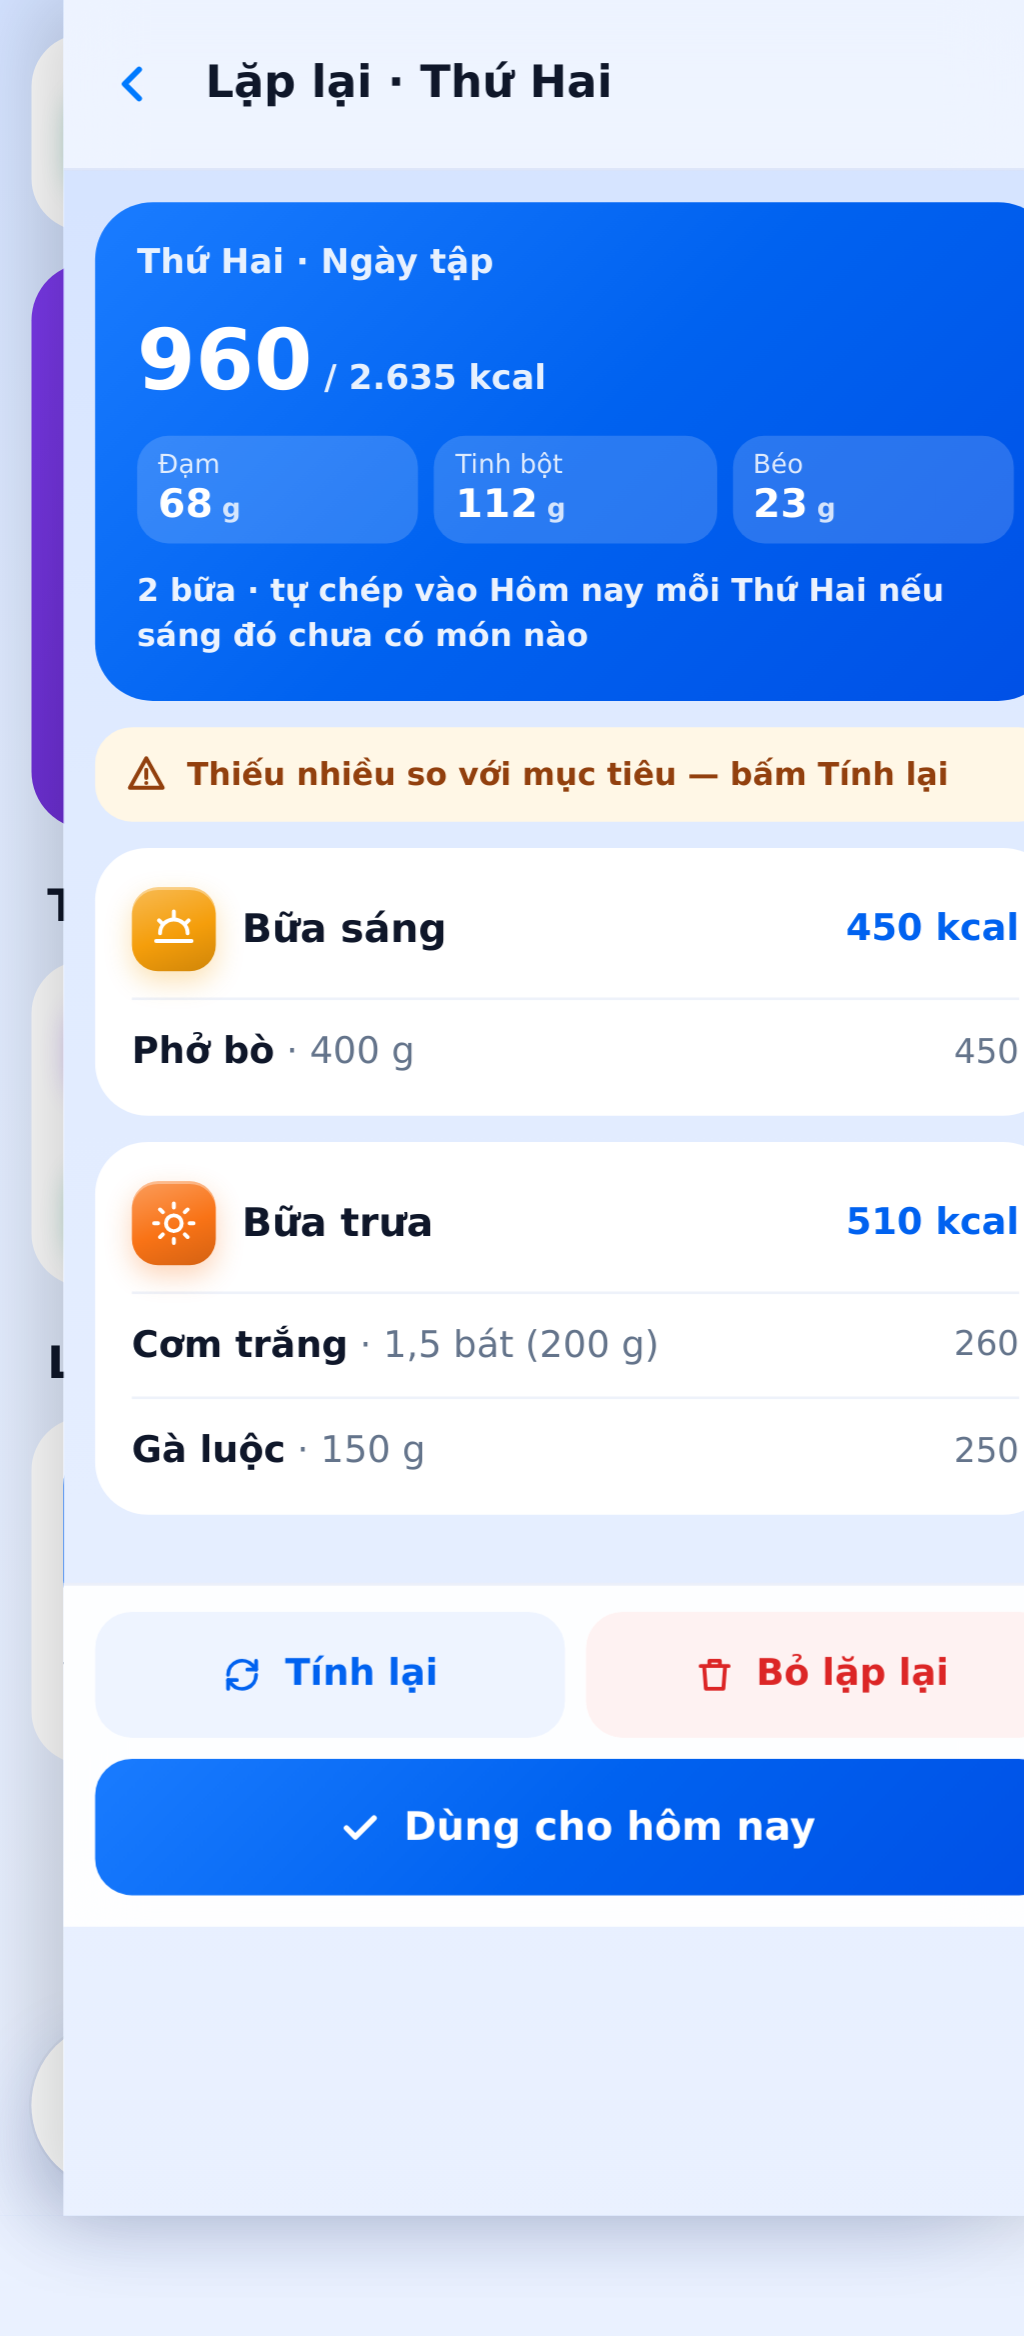 Lặp lại · Thứ Hai
Thứ Hai · Ngày tập
960 / 2.635 kcal
Đạm
68 g
Tinh bột
112 g
Béo
23 g
2 bữa · tự chép vào Hôm nay mỗi Thứ Hai nếu
sáng đó chưa có món nào
Thiếu nhiều so với mục tiêu — bấm Tính lại
Bữa sáng
450 kcal
Phở bò · 400 g
450
Bữa trưa
510 kcal
Cơm trắng · 1,5 bát (200 g)
260
Gà luộc · 150 g
250
Tính lại
Bỏ lặp lại
Dùng cho hôm nay